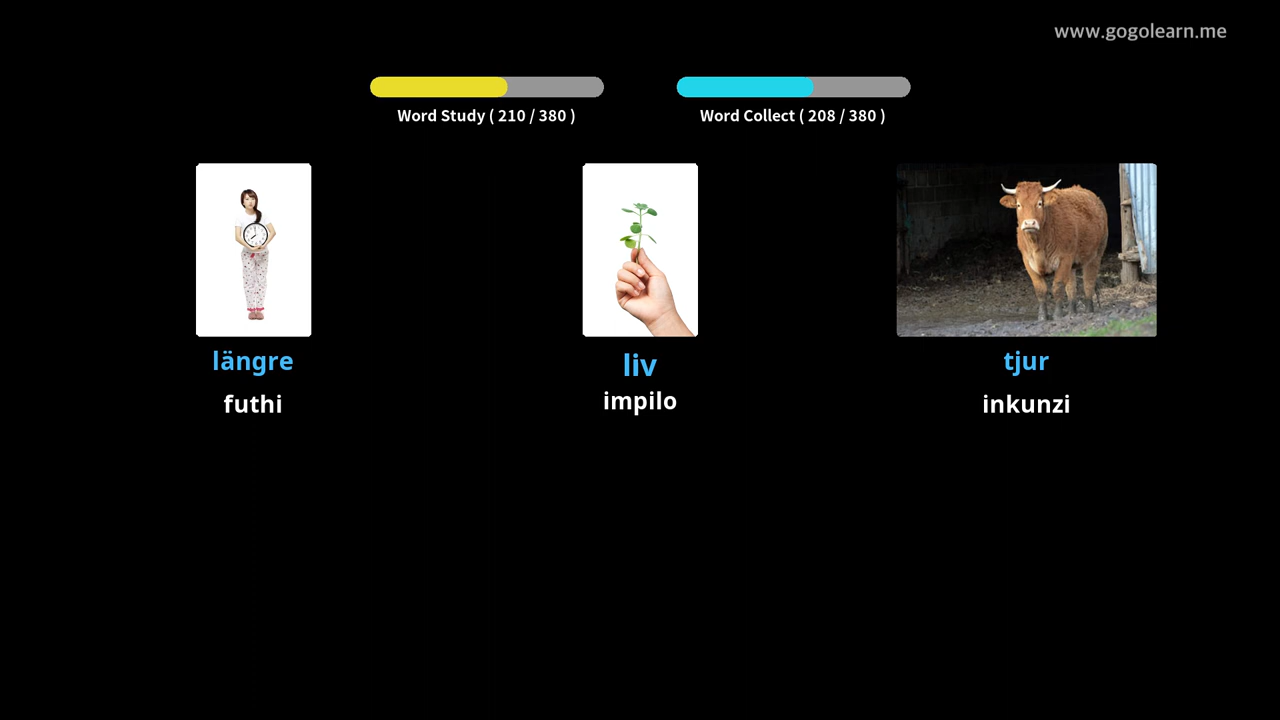 www.gogolearn.me
Word Study ( 210 / 380 )
Word Collect ( 208 / 380 )
längre
liv
tjur
futhi
impilo
inkunzi